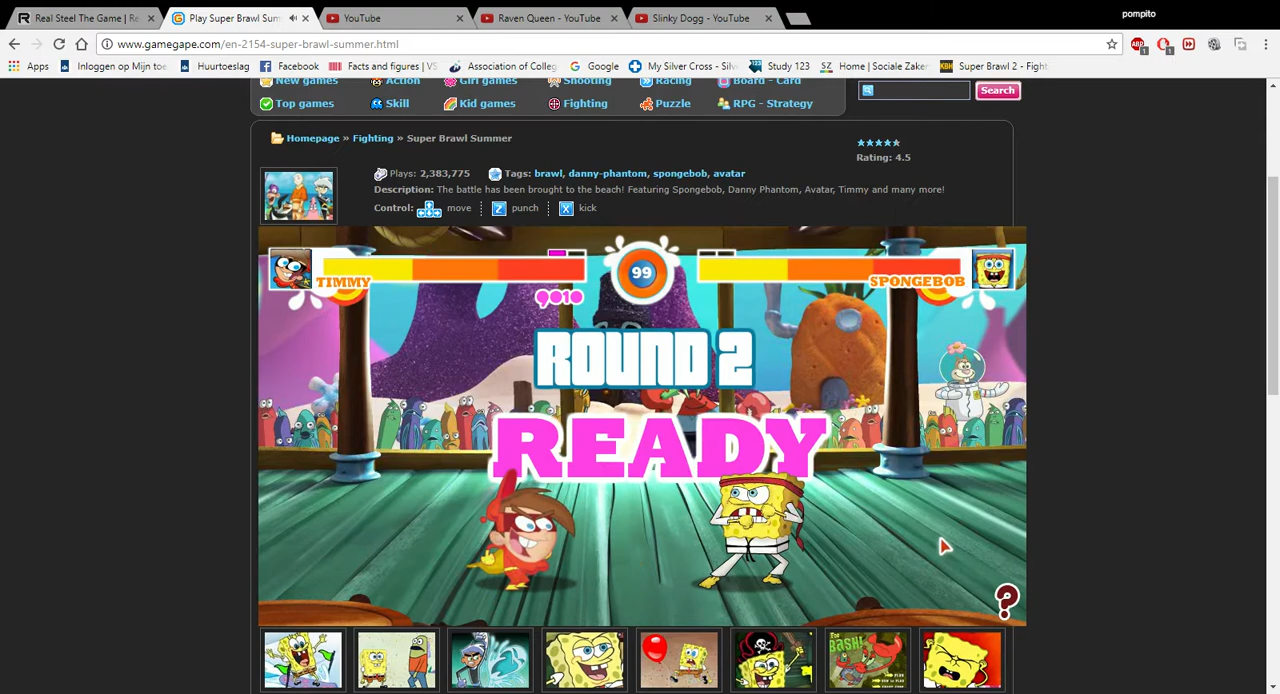 pompito
Real Steel The Game | Re
Play Super Brawl Sum
YouTube
Raven Queen - YouTube
Slinky Dogg - YouTube
www.gamegape.com/en-2154-super-brawl-summer.html
Apps
Inloggen op Mijn toe
Huurtoeslag
Facebook
Facts and figures | VS
Association of Colleg
Google
My Silver Cross - Silv
Study 123
Home | Sociale Zaken
Super Brawl 2 - Fight
New games
Action
Girl games
Shooting
Racing
Board - Card
Top games
Skill
Kid games
Fighting
Puzzle
RPG - Strategy
Search
Homepage » Fighting » Super Brawl Summer
Rating: 4.5
Plays: 2,383,775
Tags: brawl, danny-phantom, spongebob, avatar
Description: The battle has been brought to the beach! Featuring Spongebob, Danny Phantom, Avatar, Timmy and many more!
Control: move
Z punch
X kick
99
TIMMY
SPONGEBOB
9010
ROUND 2
READY
?
BASH!